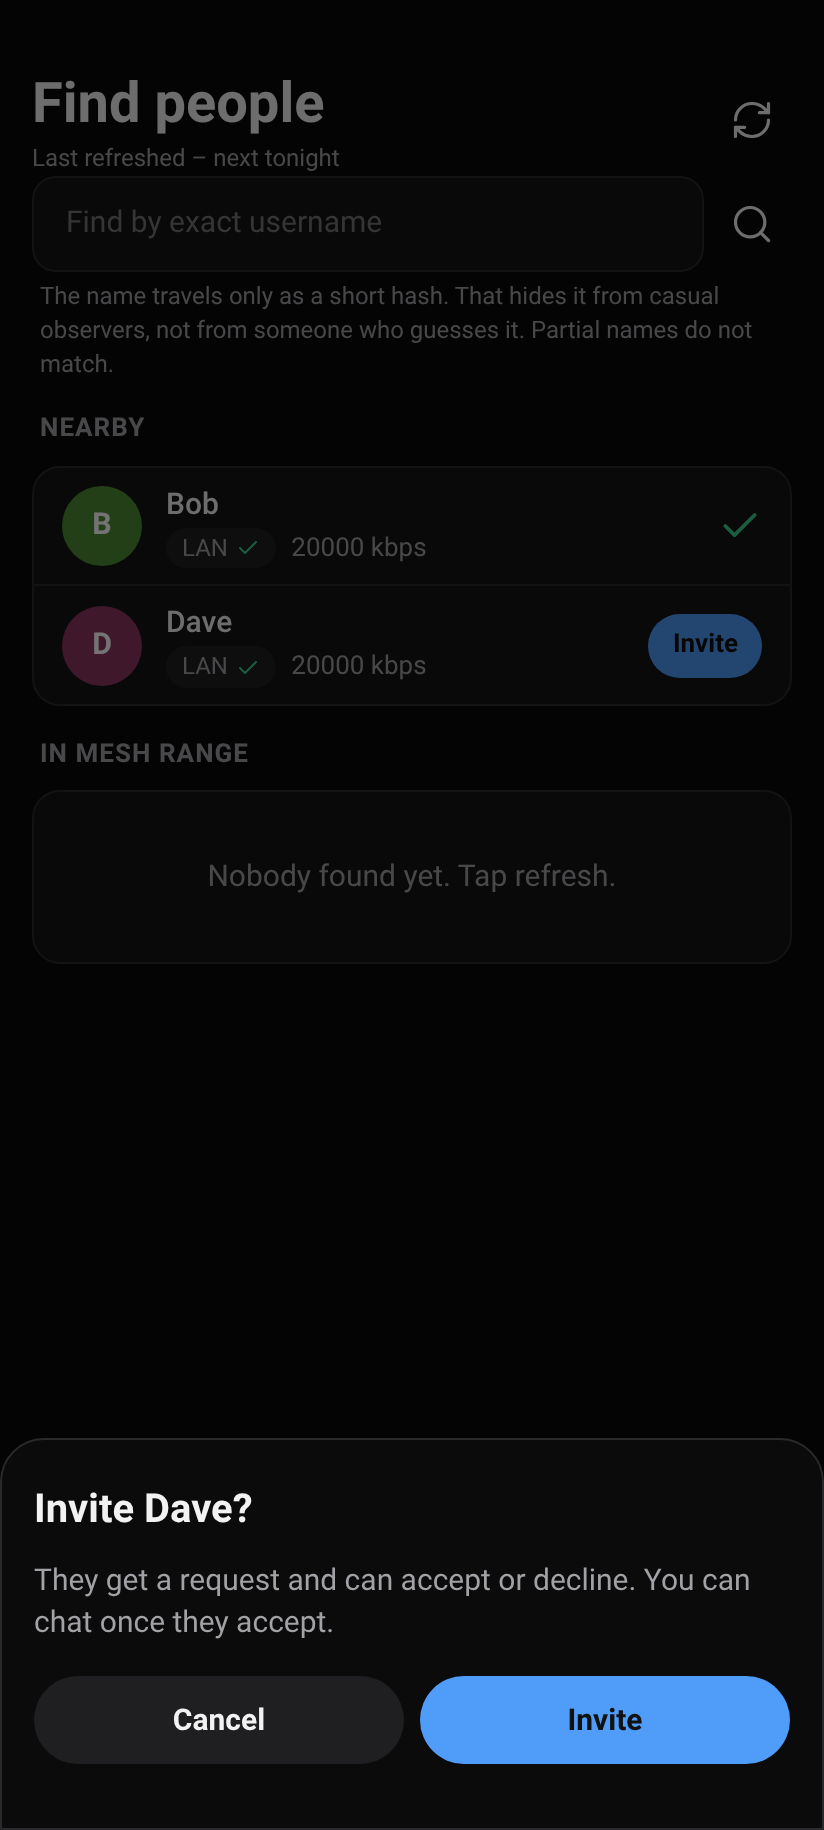 Find people
Last refreshed – next tonight
Find by exact username
The name travels only as a short hash. That hides it from casual
observers, not from someone who guesses it. Partial names do not
match.
NEARBY
B
Bob
LAN
20000 kbps
D
Dave
LAN
20000 kbps
Invite
IN MESH RANGE
Nobody found yet. Tap refresh.
Invite Dave?
They get a request and can accept or decline. You can
chat once they accept.
Cancel
Invite